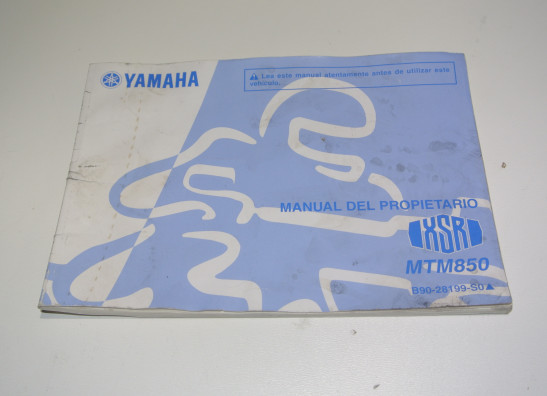 YAMAHA
Lea este manual atentamente antes de utilizar este
vehículo.
MANUAL DEL PROPIETARIO
XSR
MTM850
B90-28199-S0